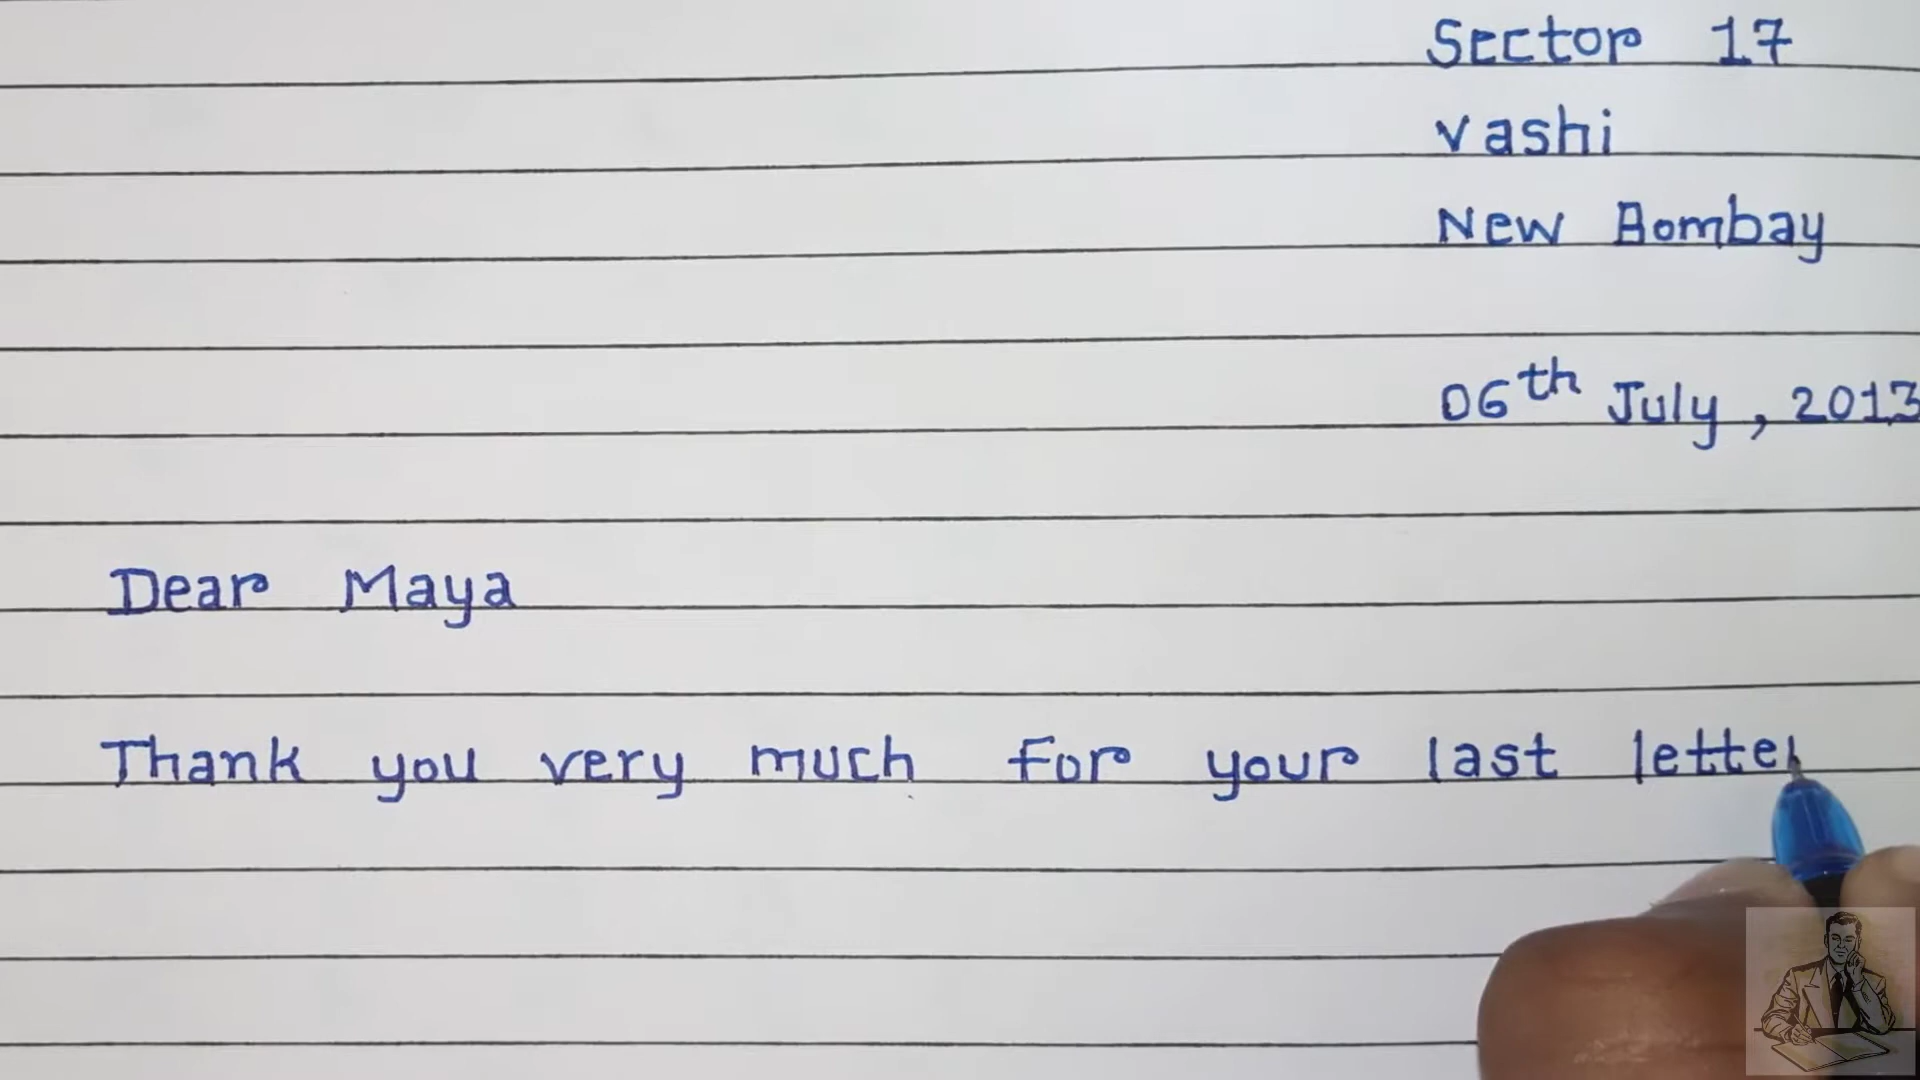 Sector 17
Vashi
New Bombay
06th July, 2013
Dear Maya
Thank you very much for your last letter